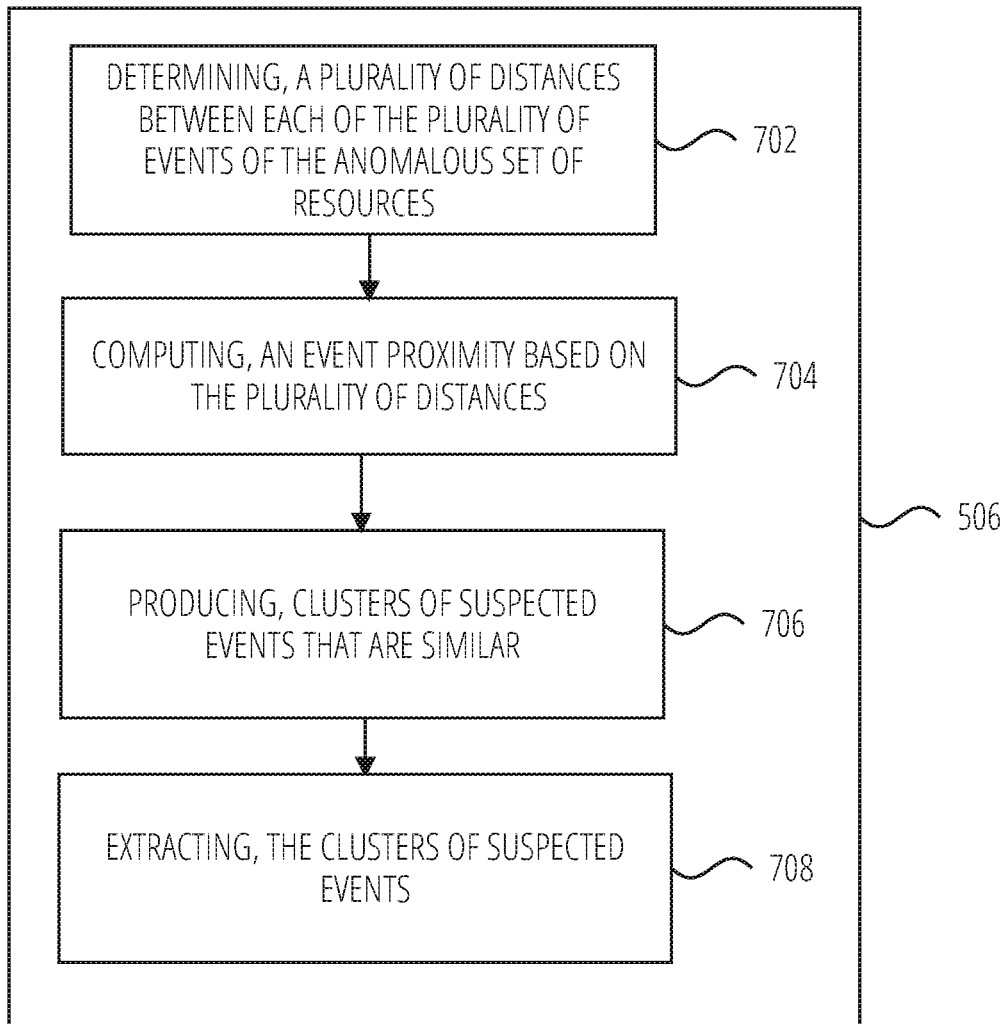 DETERMINING, A PLURALITY OF DISTANCES
BETWEEN EACH OF THE PLURALITY OF
EVENTS OF THE ANOMALOUS SET OF
RESOURCES
702
COMPUTING, AN EVENT PROXIMITY BASED ON
THE PLURALITY OF DISTANCES
704
506
PRODUCING, CLUSTERS OF SUSPECTED
EVENTS THAT ARE SIMILAR
706
EXTRACTING, THE CLUSTERS OF SUSPECTED
EVENTS
708